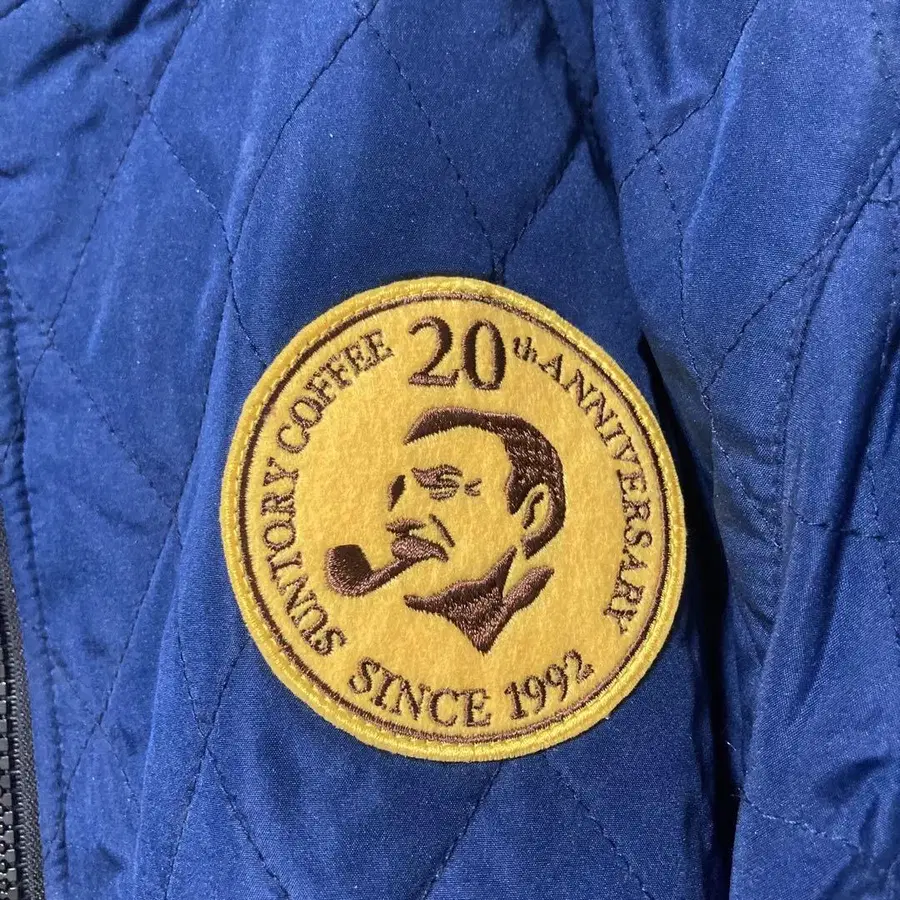 SUNTORY COFFEE 20th ANNIVERSARY
SINCE 1992